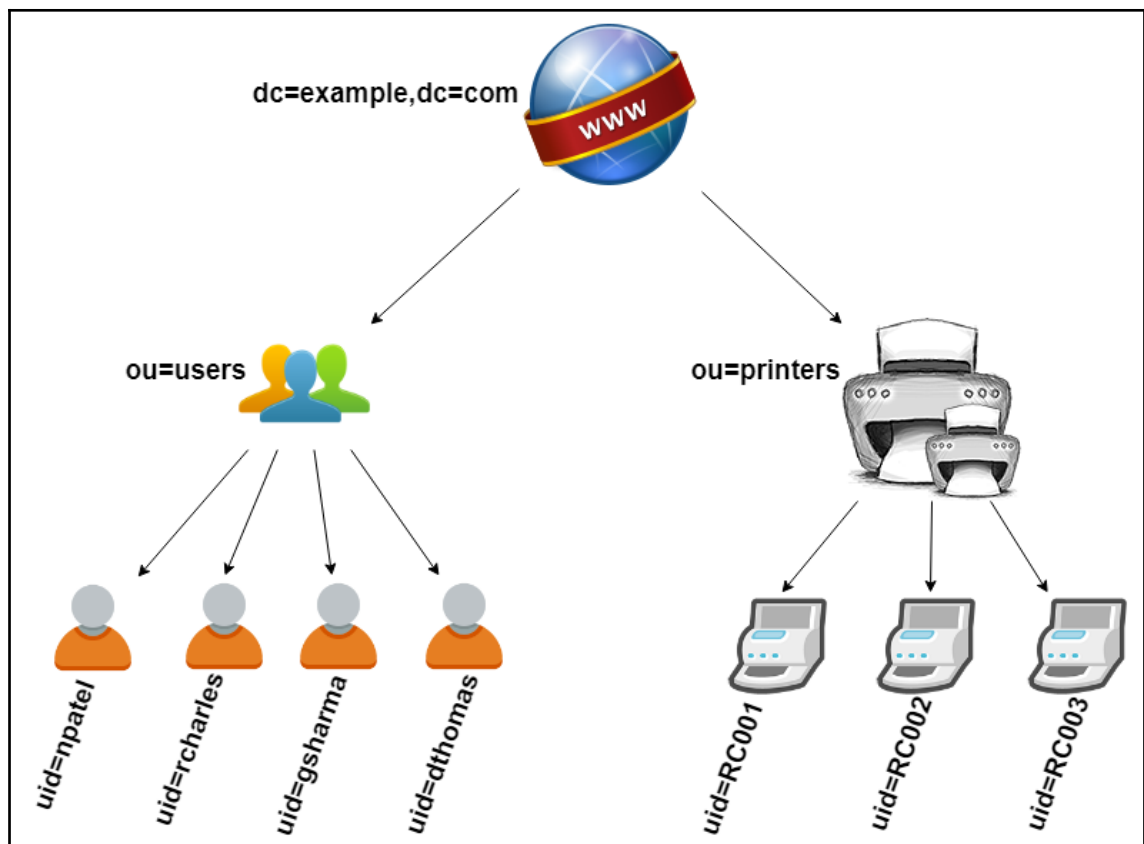 dc=example,dc=com
www
ou=users
ou=printers
uid=npatel
uid=rcharles
uid=gsharma
uid=dthomas
uid=RC001
uid=RC002
uid=RC003